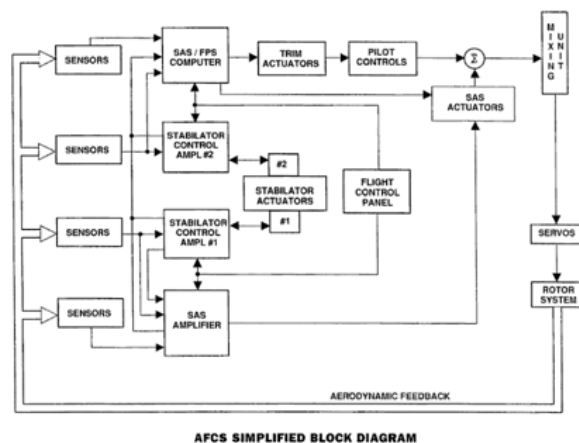 SENSORS
SAS / FPS
COMPUTER
TRIM
ACTUATORS
PILOT
CONTROLS
Σ
MIXING
UNIT
SAS
ACTUATORS
SENSORS
STABILATOR
CONTROL
AMPL #2
#2
STABILATOR
ACTUATORS
#1
FLIGHT
CONTROL
PANEL
SENSORS
STABILATOR
CONTROL
AMPL #1
SERVOS
SENSORS
SAS
AMPLIFIER
ROTOR
SYSTEM
AERODYNAMIC FEEDBACK
AFCS SIMPLIFIED BLOCK DIAGRAM